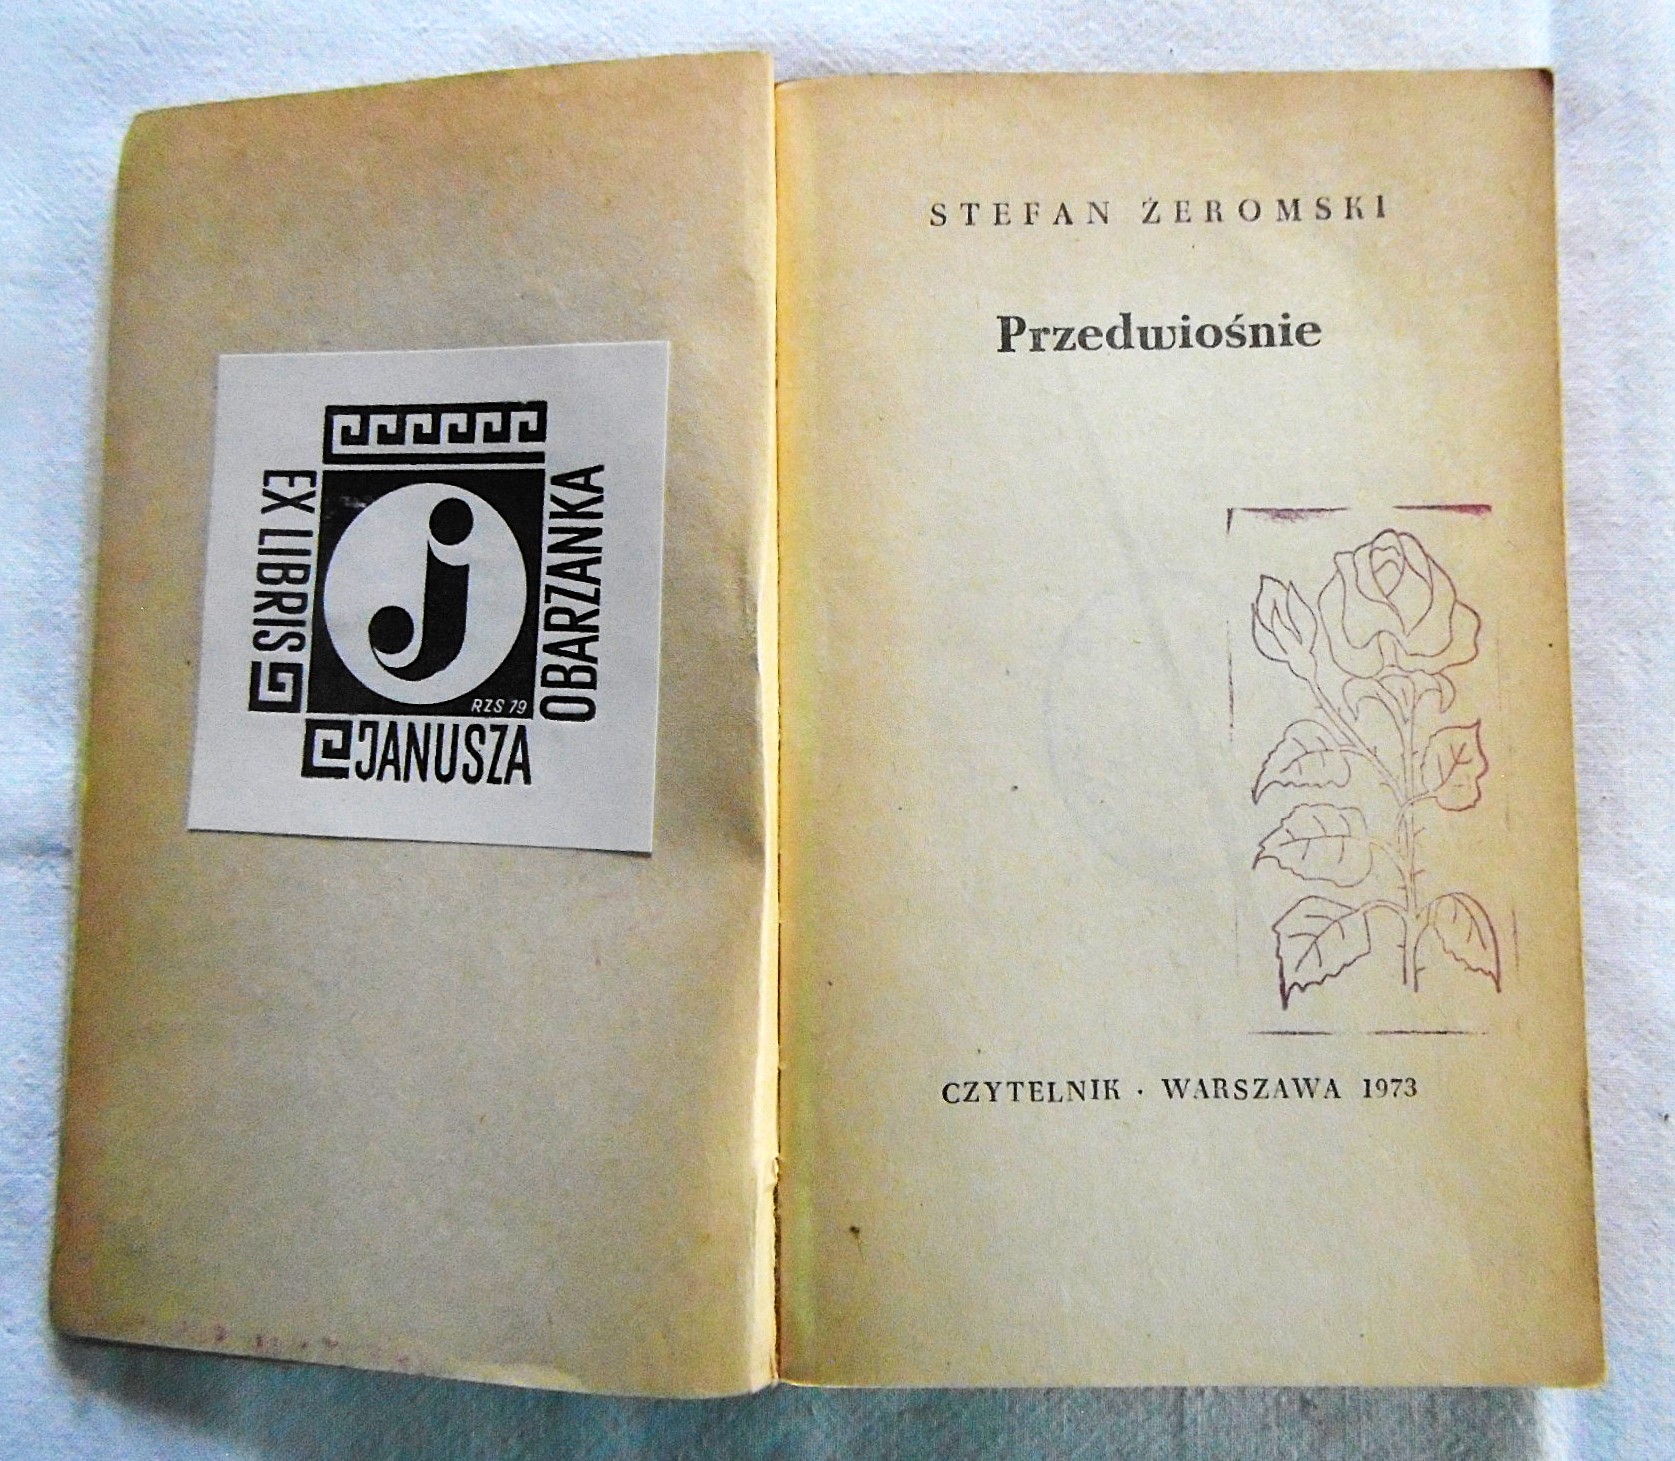 EX LIBRIS
JANUSZA
OBARZANKA
j
RZS 79
STEFAN ŻEROMSKI
Przedwiośnie
CZYTELNIK · WARSZAWA 1973